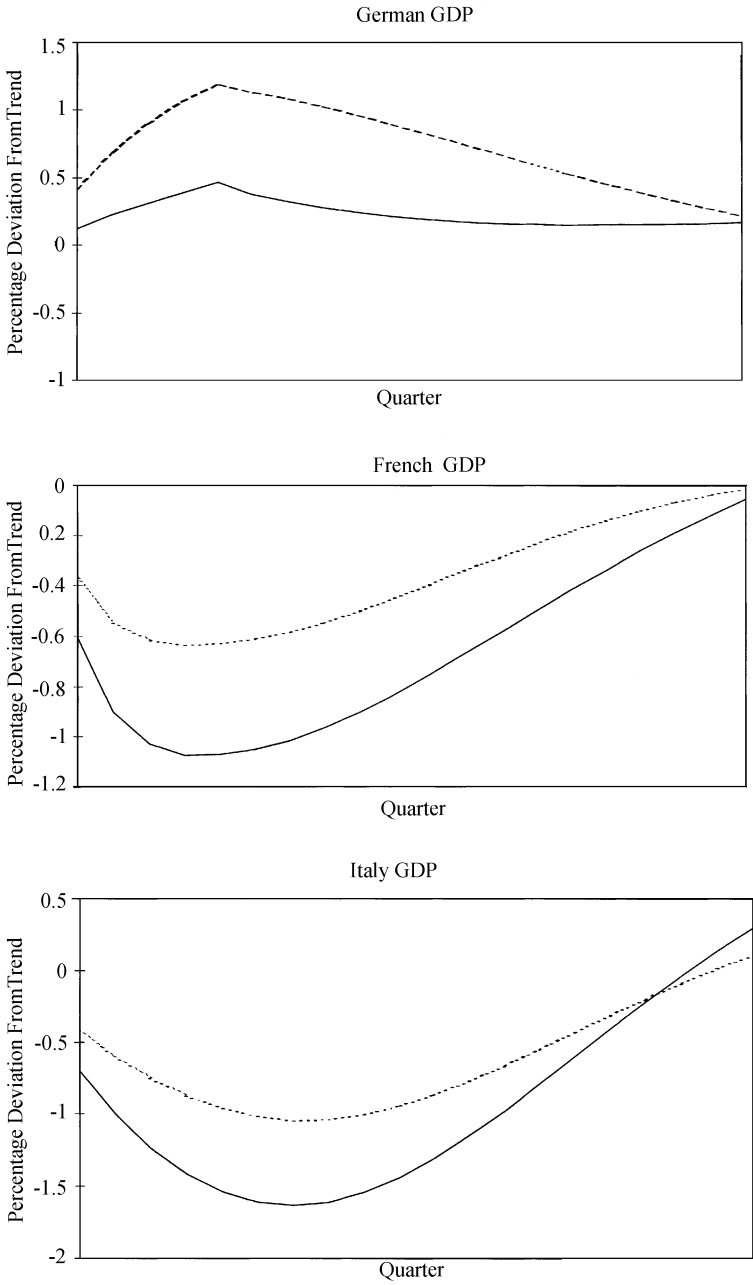 German GDP
Percentage Deviation FromTrend
1.5
1
0.5
0
-0.5
-1
Quarter
French GDP
Percentage Deviation FromTrend
0
0.2
-0.4
-0.6
-0.8
-1
-1.2
Quarter
Italy GDP
Percentage Deviation FromTrend
0.5
0
-0.5
-1
-1.5
-2
Quarter